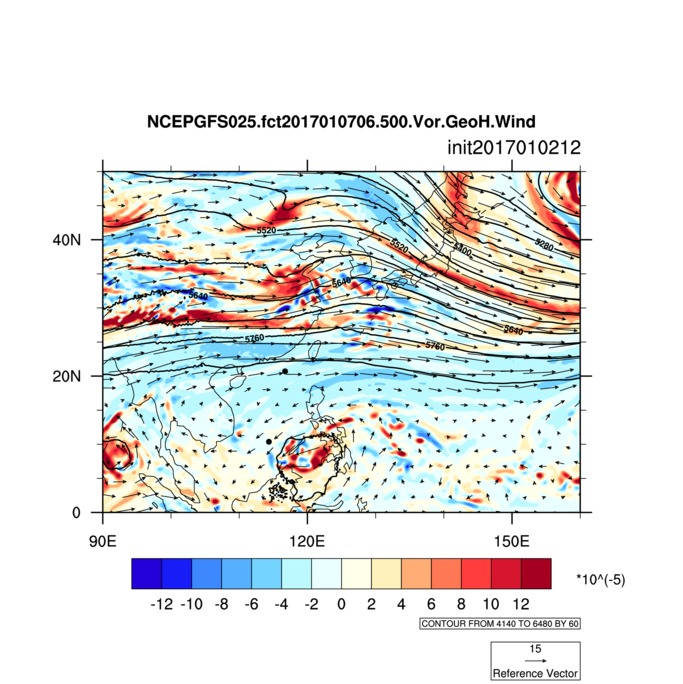 NCEPGFS025.fct2017010706.500.Vor.GeoH.Wind
init2017010212
5520
5520
5400
5280
40N
5640
5640
5640
5760
5760
20N
0
90E 120E 150E
-12 -10 -8 -6 -4 -2 0 2 4 6 8 10 12
*10^(-5)
CONTOUR FROM 4140 TO 6480 BY 60
15
Reference Vector